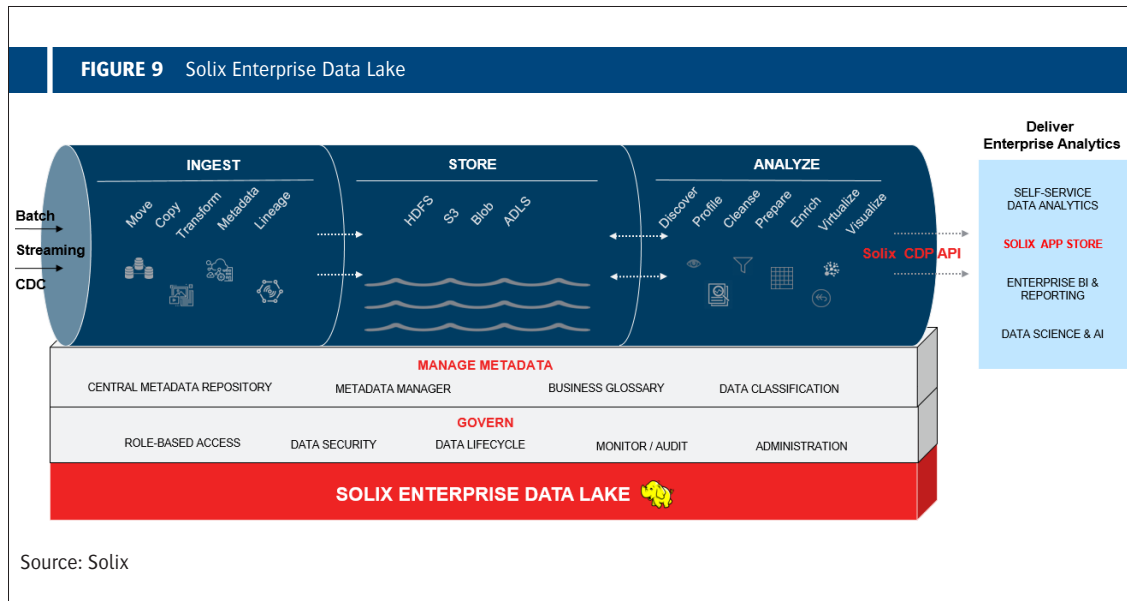 FIGURE 9 Solix Enterprise Data Lake
Deliver
Enterprise Analytics
INGEST
STORE
ANALYZE
Batch
Streaming
CDC
Move
Copy
Transform
Metadata
Lineage
HDFS
S3
Blob
ADLS
Discover
Profile
Cleanse
Prepare
Enrich
Virtualize
Visualize
Solix CDP API
SELF-SERVICE
DATA ANALYTICS
SOLIX APP STORE
ENTERPRISE BI &
REPORTING
DATA SCIENCE & AI
MANAGE METADATA
CENTRAL METADATA REPOSITORY
METADATA MANAGER
BUSINESS GLOSSARY
DATA CLASSIFICATION
GOVERN
ROLE-BASED ACCESS
DATA SECURITY
DATA LIFECYCLE
MONITOR / AUDIT
ADMINISTRATION
SOLIX ENTERPRISE DATA LAKE
Source: Solix